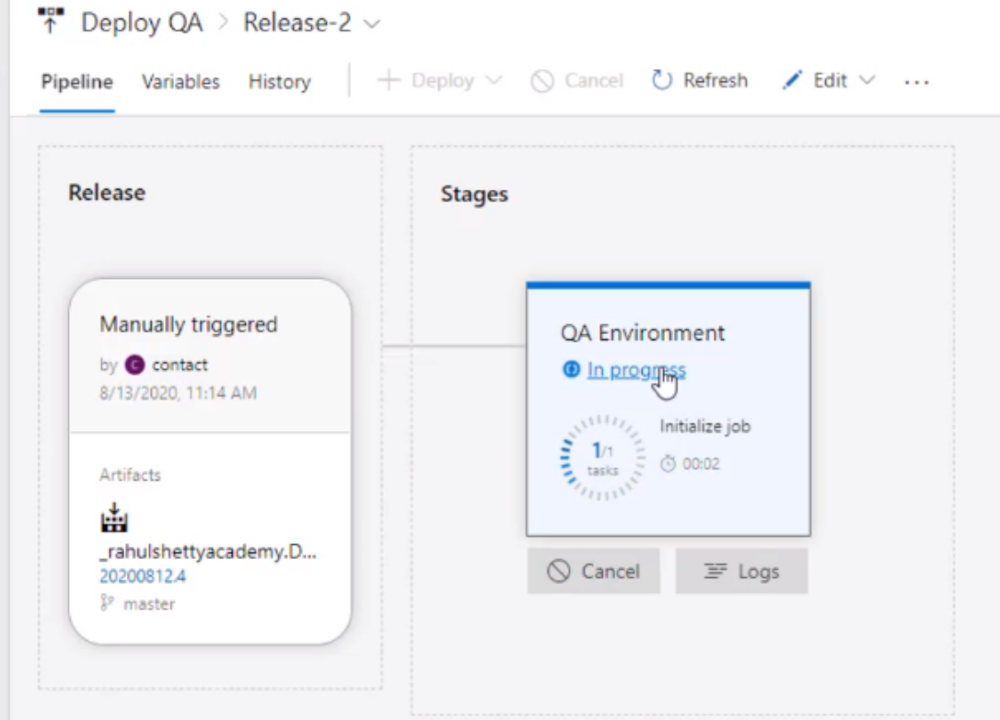 Deploy QA > Release-2
Pipeline Variables History Deploy Cancel Refresh Edit ...
Release
Manually triggered
by C contact
8/13/2020, 11:14 AM
Artifacts
_rahulshettyacademy.D...
20200812.4
master
Stages
QA Environment
In progress
1/1
tasks
Initialize job
00:02
Cancel
Logs